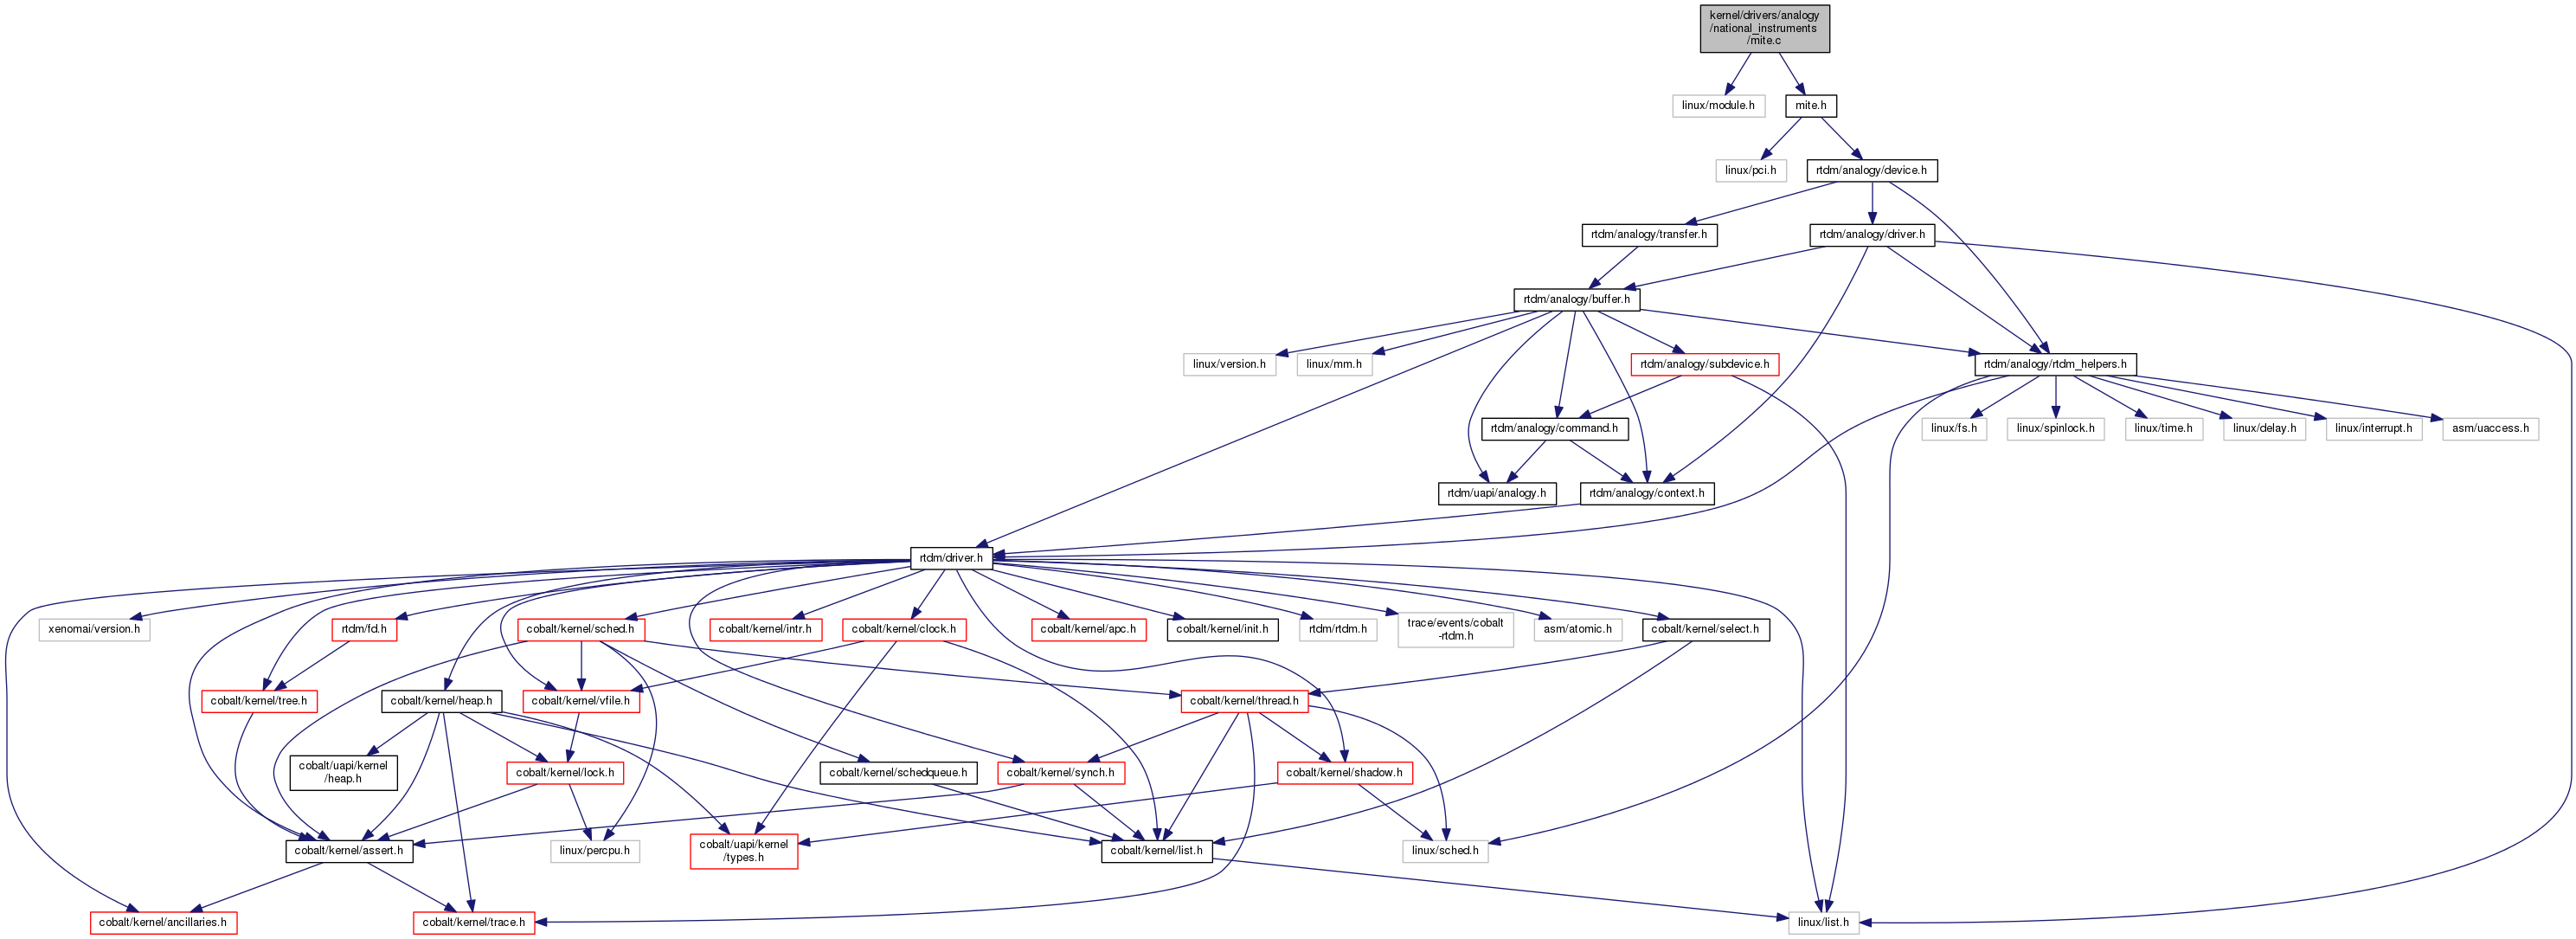 kernel/drivers/analogy
/national_instruments
/mite.c
linux/module.h
mite.h
linux/pci.h
rtdm/analogy/device.h
rtdm/analogy/transfer.h
rtdm/analogy/driver.h
rtdm/analogy/buffer.h
linux/version.h
linux/mm.h
rtdm/analogy/subdevice.h
rtdm/analogy/rtdm_helpers.h
rtdm/analogy/command.h
linux/fs.h
linux/spinlock.h
linux/time.h
linux/delay.h
linux/interrupt.h
asm/uaccess.h
rtdm/uapi/analogy.h
rtdm/analogy/context.h
rtdm/driver.h
xenomai/version.h
rtdm/fd.h
cobalt/kernel/sched.h
cobalt/kernel/intr.h
cobalt/kernel/clock.h
cobalt/kernel/apc.h
cobalt/kernel/init.h
rtdm/rtdm.h
trace/events/cobalt
-rtdm.h
asm/atomic.h
cobalt/kernel/select.h
cobalt/kernel/tree.h
cobalt/kernel/heap.h
cobalt/kernel/vfile.h
cobalt/kernel/thread.h
cobalt/uapi/kernel
/heap.h
cobalt/kernel/lock.h
cobalt/kernel/schedqueue.h
cobalt/kernel/synch.h
cobalt/kernel/shadow.h
cobalt/kernel/assert.h
linux/percpu.h
cobalt/uapi/kernel
/types.h
cobalt/kernel/list.h
linux/sched.h
cobalt/kernel/ancillaries.h
cobalt/kernel/trace.h
linux/list.h